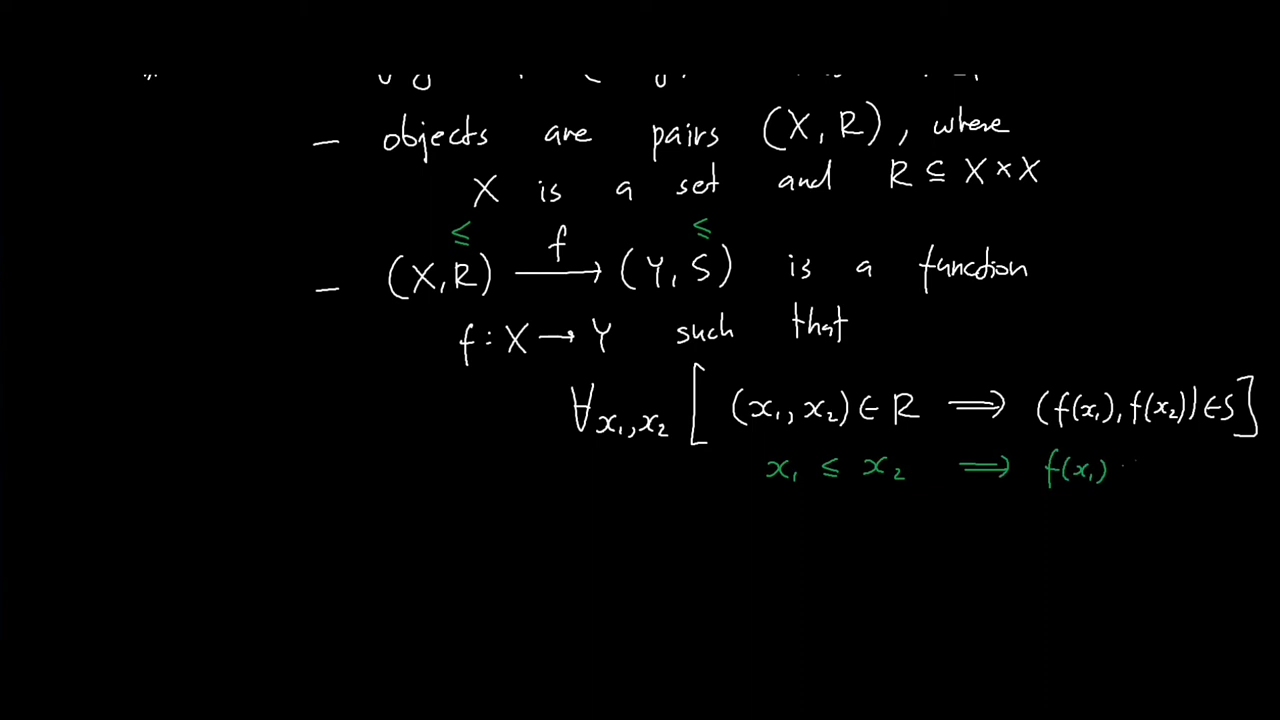 - objects are pairs (X, R), where
X is a set and R ⊆ X × X
≤ ≤
- (X, R) —f→ (Y, S) is a function
f : X → Y such that
∀x₁,x₂ [ (x₁, x₂) ∈ R ⟹ (f(x₁), f(x₂)) ∈ S ]
x₁ ≤ x₂ ⟹ f(x₁)